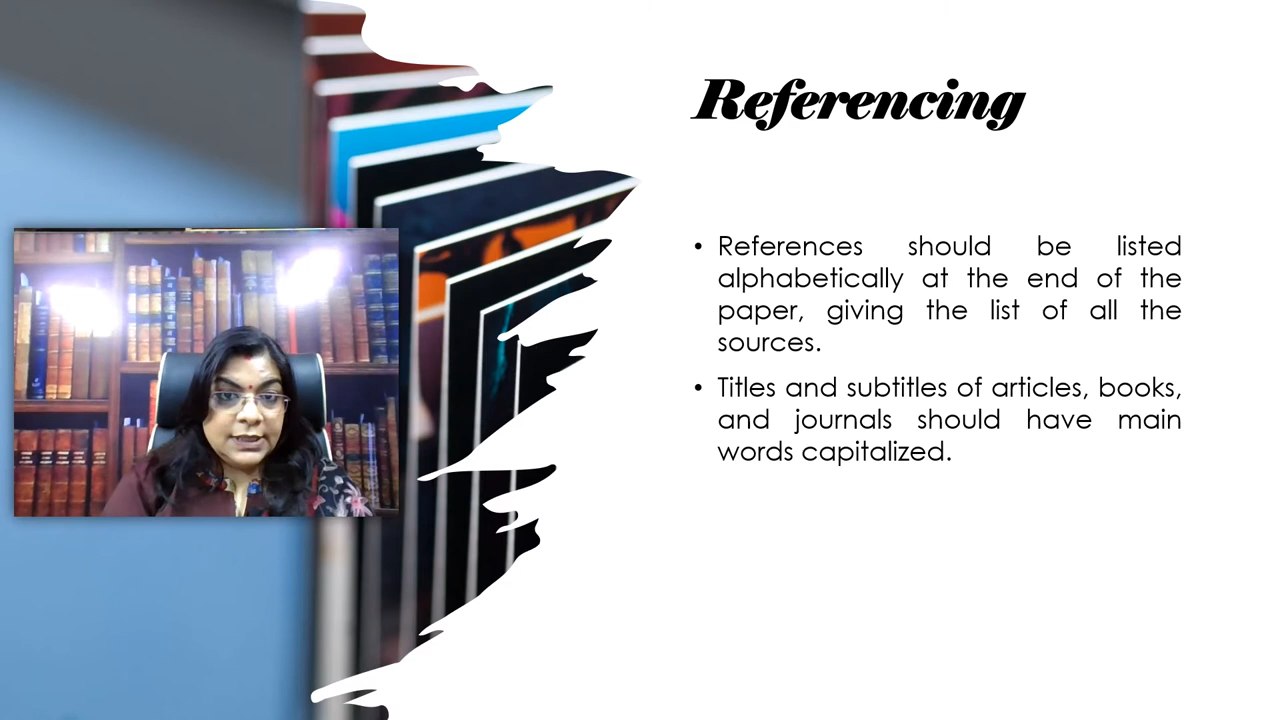 Referencing
• References should be listed
alphabetically at the end of the
paper, giving the list of all the
sources.
• Titles and subtitles of articles, books,
and journals should have main
words capitalized.